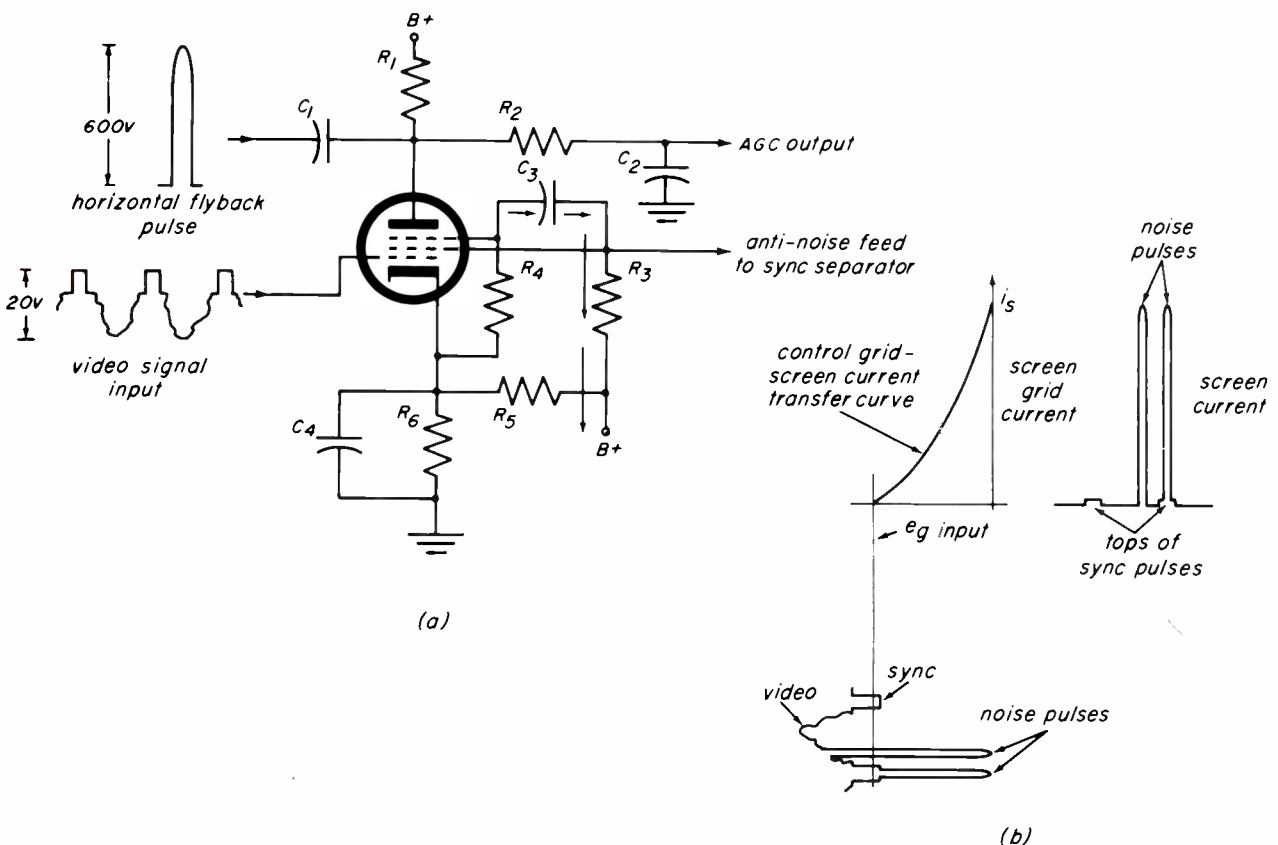 B+
R1
600v
C1
R2
AGC output
C2
C3
horizontal flyback
pulse
anti-noise feed
to sync separator
R4
R3
20v
video signal
input
R5
R6
C4
B+
(a)
noise
pulses
is
control grid-
screen current
transfer curve
screen
grid
current
screen
current
eg input
tops of
sync pulses
sync
video
noise pulses
(b)